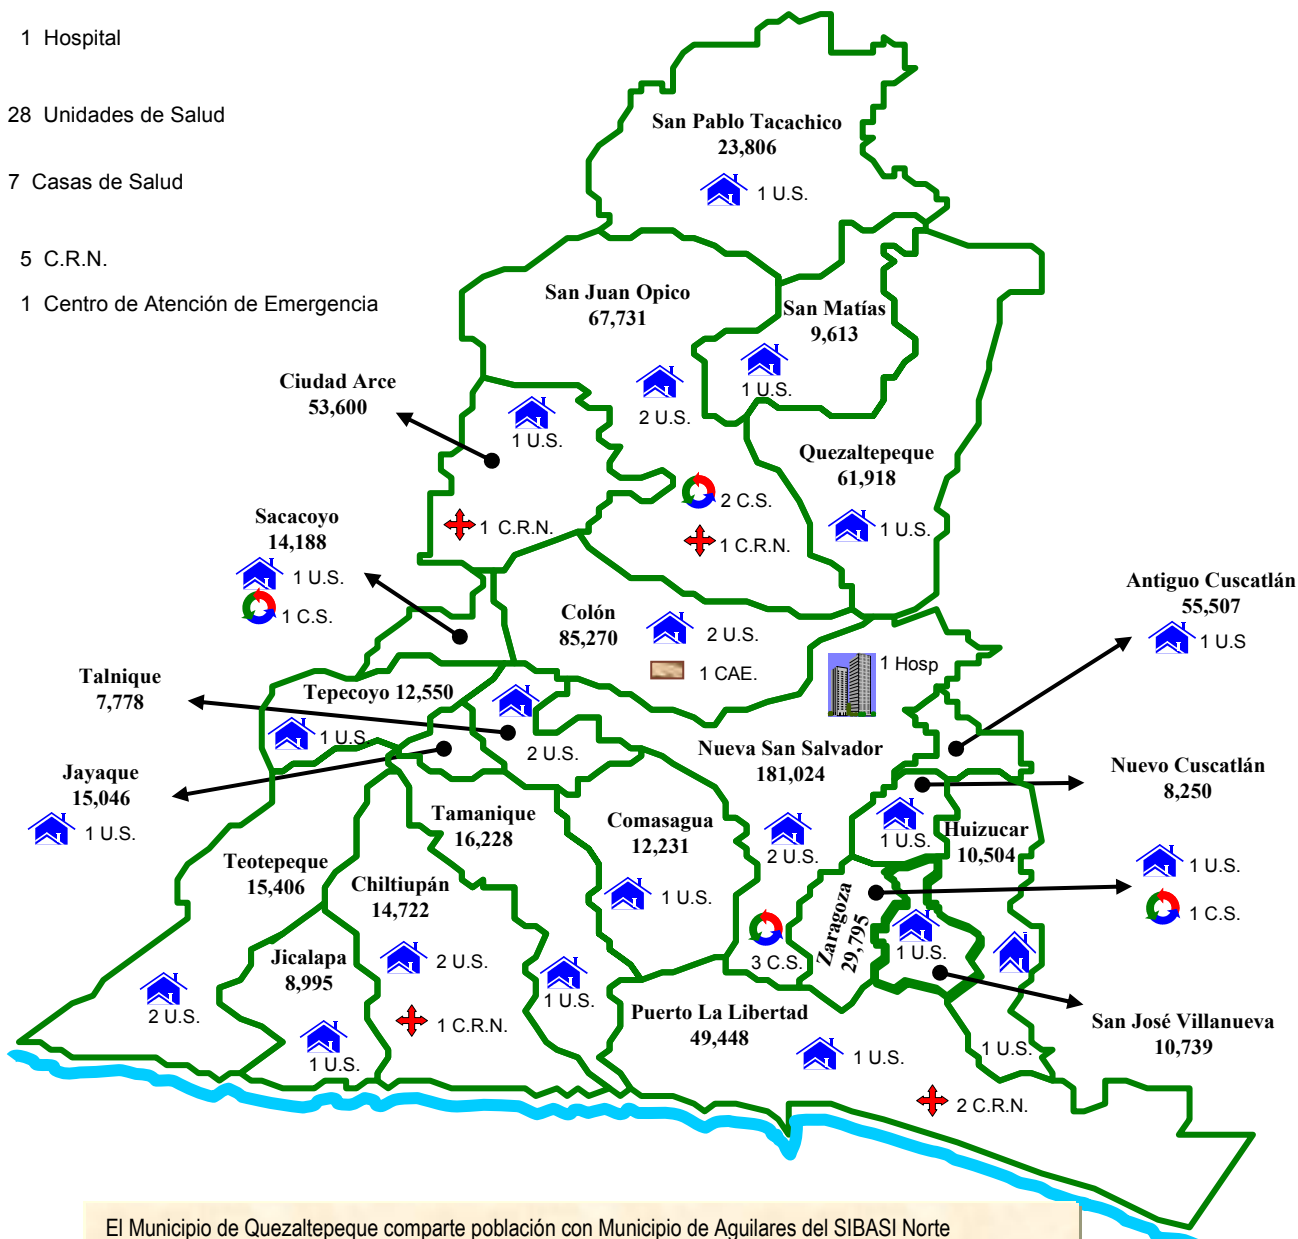 1 Hospital
28 Unidades de Salud
7 Casas de Salud
5 C.R.N.
1 Centro de Atención de Emergencia
San Pablo Tacachico
23,806
1 U.S.
San Juan Opico
67,731
2 U.S.
2 C.S.
1 C.R.N.
San Matías
9,613
1 U.S.
Ciudad Arce
53,600
1 U.S.
1 C.R.N.
Quezaltepeque
61,918
1 U.S.
Sacacoyo
14,188
1 U.S.
1 C.S.
Colón
85,270
2 U.S.
1 CAE.
Antiguo Cuscatlán
55,507
1 U.S
1 Hosp
Talnique
7,778
2 U.S.
Tepecoyo 12,550
1 U.S.
Nueva San Salvador
181,024
2 U.S.
3 C.S.
Jayaque
15,046
1 U.S.
Nuevo Cuscatlán
8,250
1 U.S.
Tamanique
16,228
1 U.S.
Comasagua
12,231
1 U.S.
Huizucar
10,504
1 U.S.
Teotepeque
15,406
2 U.S.
Chiltiupán
14,722
2 U.S.
1 C.R.N.
Zaragoza
29,795
1 U.S.
1 C.S.
Jicalapa
8,995
1 U.S.
1 U.S.
San José Villanueva
10,739
Puerto La Libertad
49,448
1 U.S.
2 C.R.N.
El Municipio de Quezaltepeque comparte población con Municipio de Aguilares del SIBASI Norte